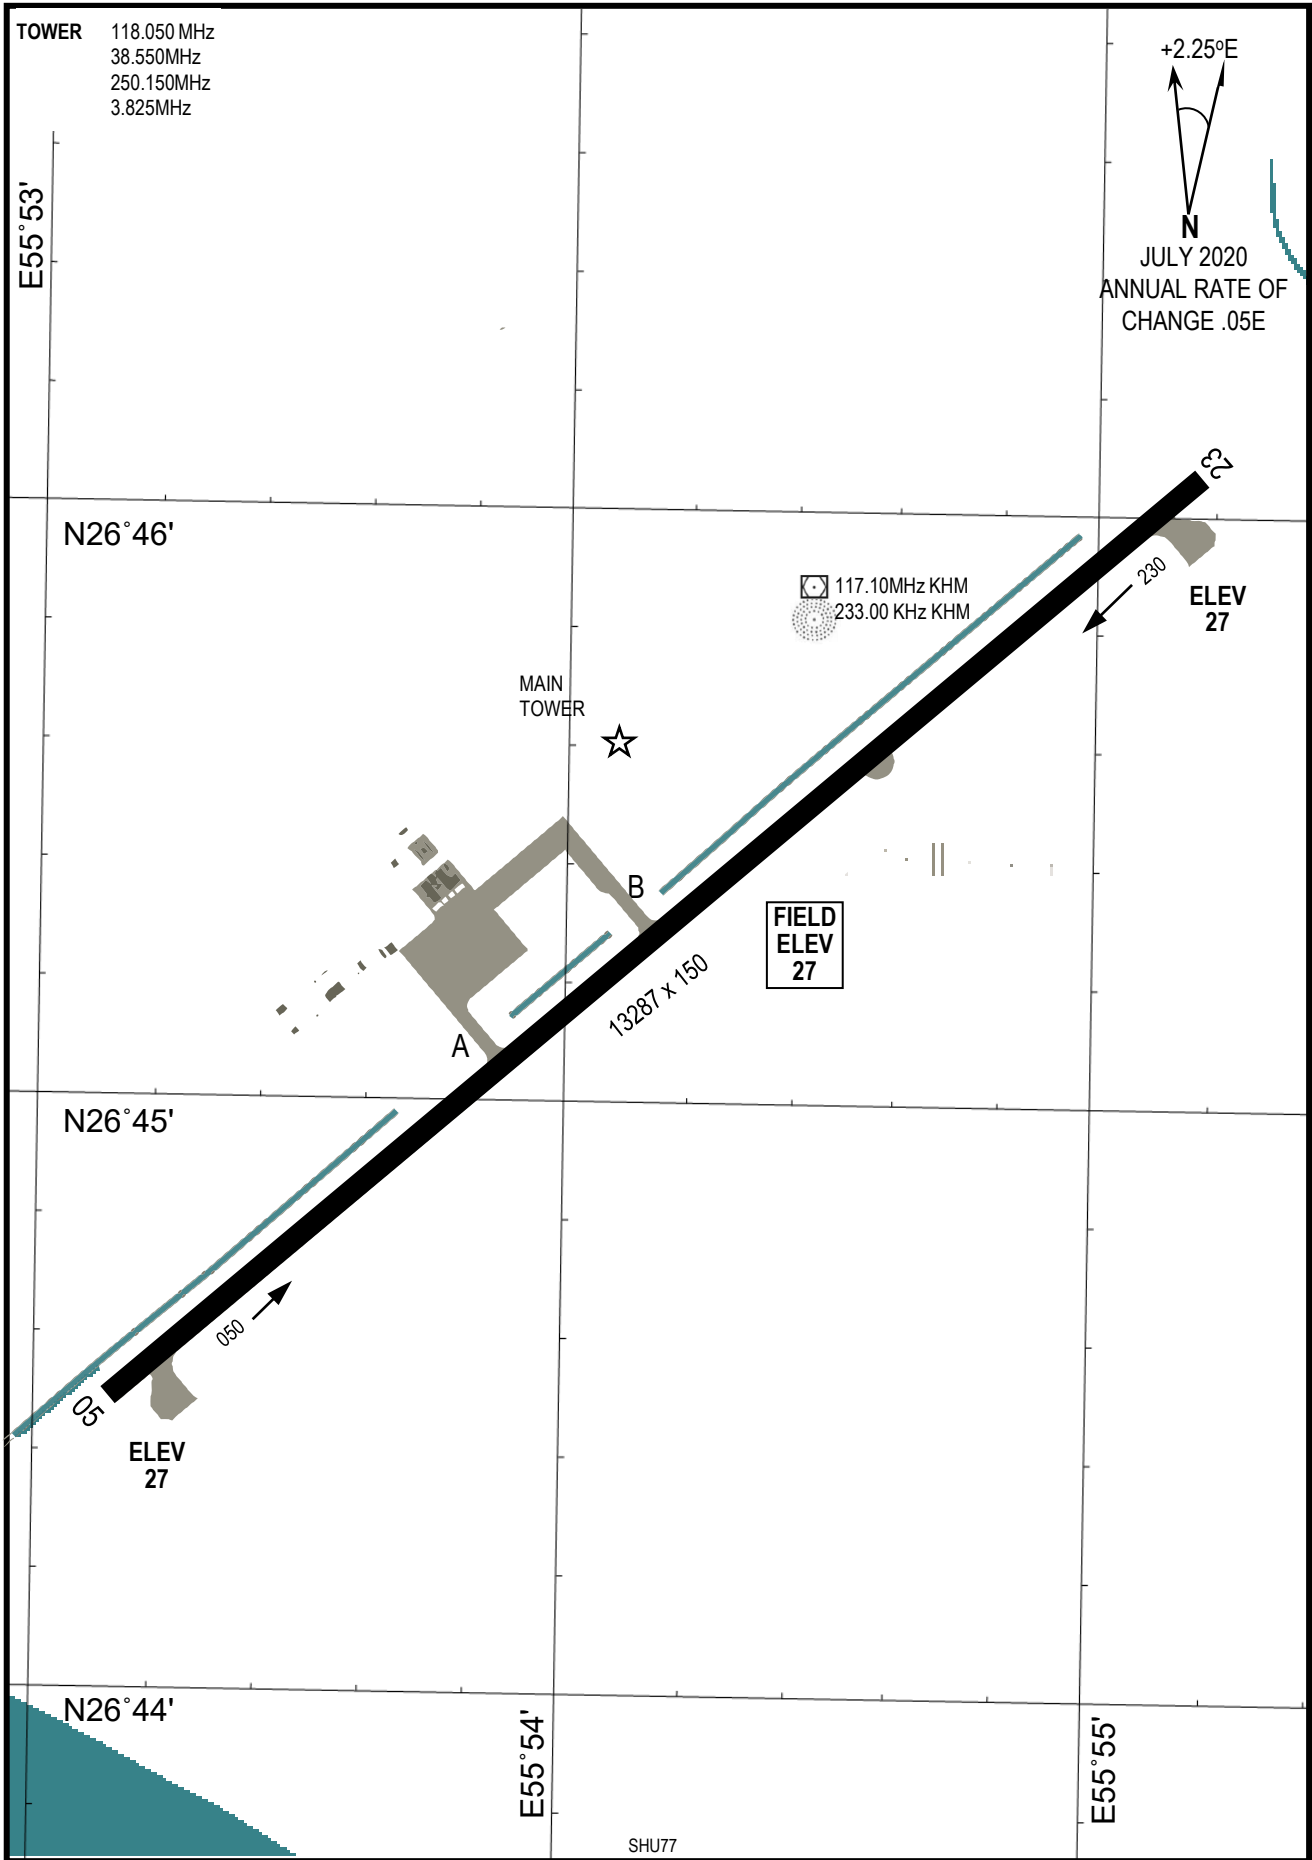 TOWER 118.050 MHz
38.550MHz
250.150MHz
3.825MHz
+2.25ºE
N
JULY 2020
ANNUAL RATE OF
CHANGE .05E
E55°53'
23
N26°46'
230
ELEV
27
117.10MHz KHM
233.00 KHz KHM
MAIN
TOWER
B
FIELD
ELEV
27
13287 x 150
A
N26°45'
050
05
ELEV
27
N26°44'
E55°54'
E55°55'
SHU77